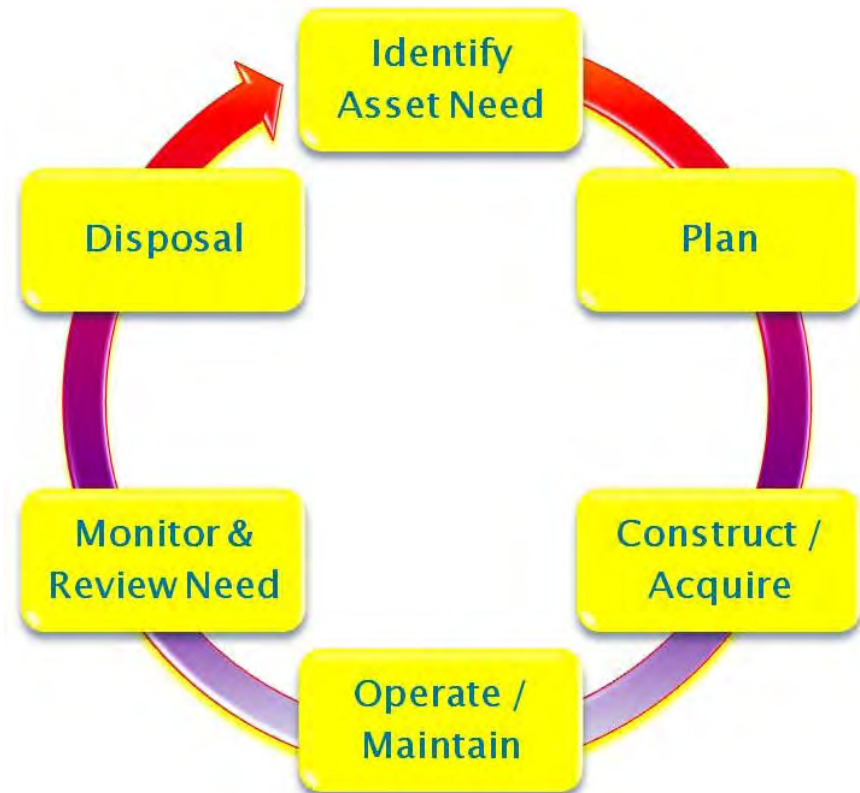 Identify
Asset Need
Plan
Construct /
Acquire
Operate /
Maintain
Monitor &
Review Need
Disposal